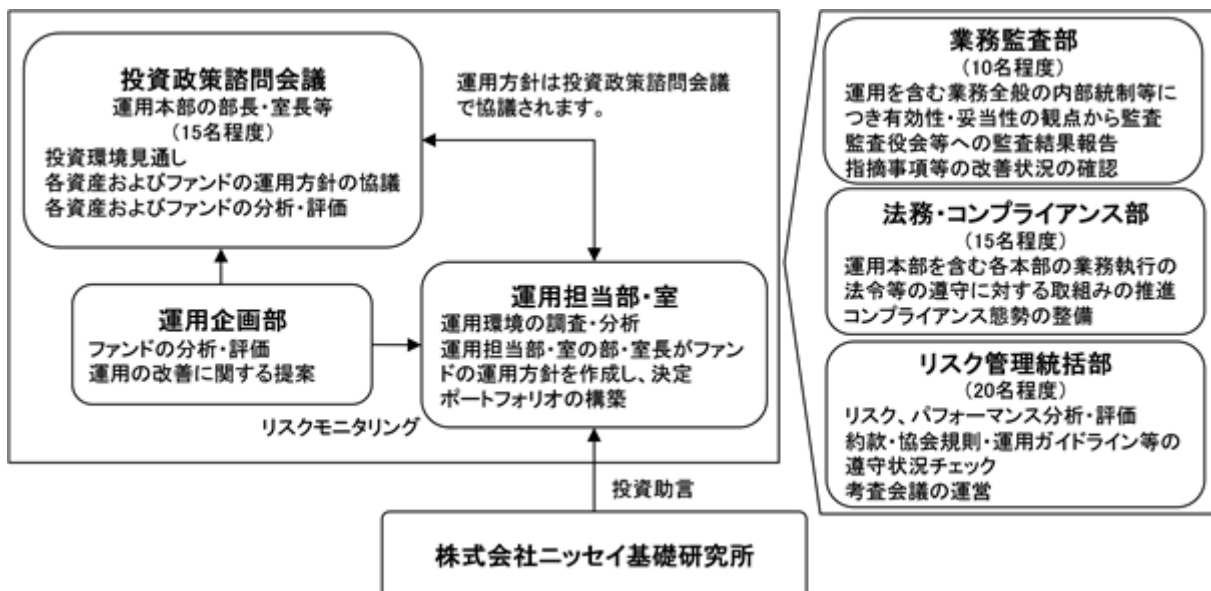 投資政策諮問会議
運用本部の部長・室長等
（15名程度）
投資環境見通し
各資産およびファンドの運用方針の協議
各資産およびファンドの分析・評価
運用方針は投資政策諮問会議
で協議されます。
運用企画部
ファンドの分析・評価
運用の改善に関する提案
運用担当部・室
運用環境の調査・分析
運用担当部・室の部・室長がファン
ドの運用方針を作成し、決定
ポートフォリオの構築
リスクモニタリング
投資助言
株式会社ニッセイ基礎研究所
業務監査部
（10名程度）
運用を含む業務全般の内部統制等に
つき有効性・妥当性の観点から監査
監査役会等への監査結果報告
指摘事項等の改善状況の確認
法務・コンプライアンス部
（15名程度）
運用本部を含む各本部の業務執行の
法令等の遵守に対する取組みの推進
コンプライアンス態勢の整備
リスク管理統括部
（20名程度）
リスク、パフォーマンス分析・評価
約款・協会規則・運用ガイドライン等の
遵守状況チェック
考査会議の運営